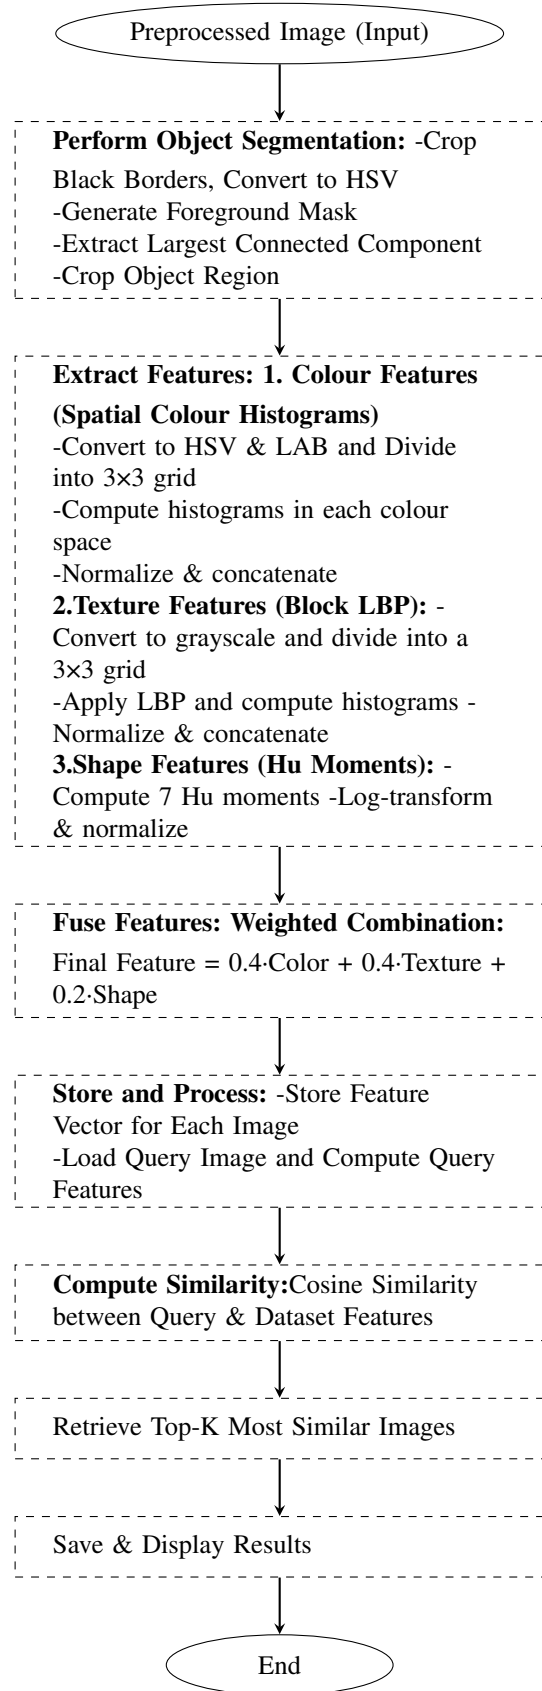 Preprocessed Image (Input)
Perform Object Segmentation: -Crop
Black Borders, Convert to HSV
-Generate Foreground Mask
-Extract Largest Connected Component
-Crop Object Region
Extract Features: 1. Colour Features
(Spatial Colour Histograms)
-Convert to HSV & LAB and Divide
into 3×3 grid
-Compute histograms in each colour
space
-Normalize & concatenate
2.Texture Features (Block LBP): -
Convert to grayscale and divide into a
3×3 grid
-Apply LBP and compute histograms -
Normalize & concatenate
3.Shape Features (Hu Moments): -
Compute 7 Hu moments -Log-transform
& normalize
Fuse Features: Weighted Combination:
Final Feature = 0.4·Color + 0.4·Texture +
0.2·Shape
Store and Process: -Store Feature
Vector for Each Image
-Load Query Image and Compute Query
Features
Compute Similarity:Cosine Similarity
between Query & Dataset Features
Retrieve Top-K Most Similar Images
Save & Display Results
End